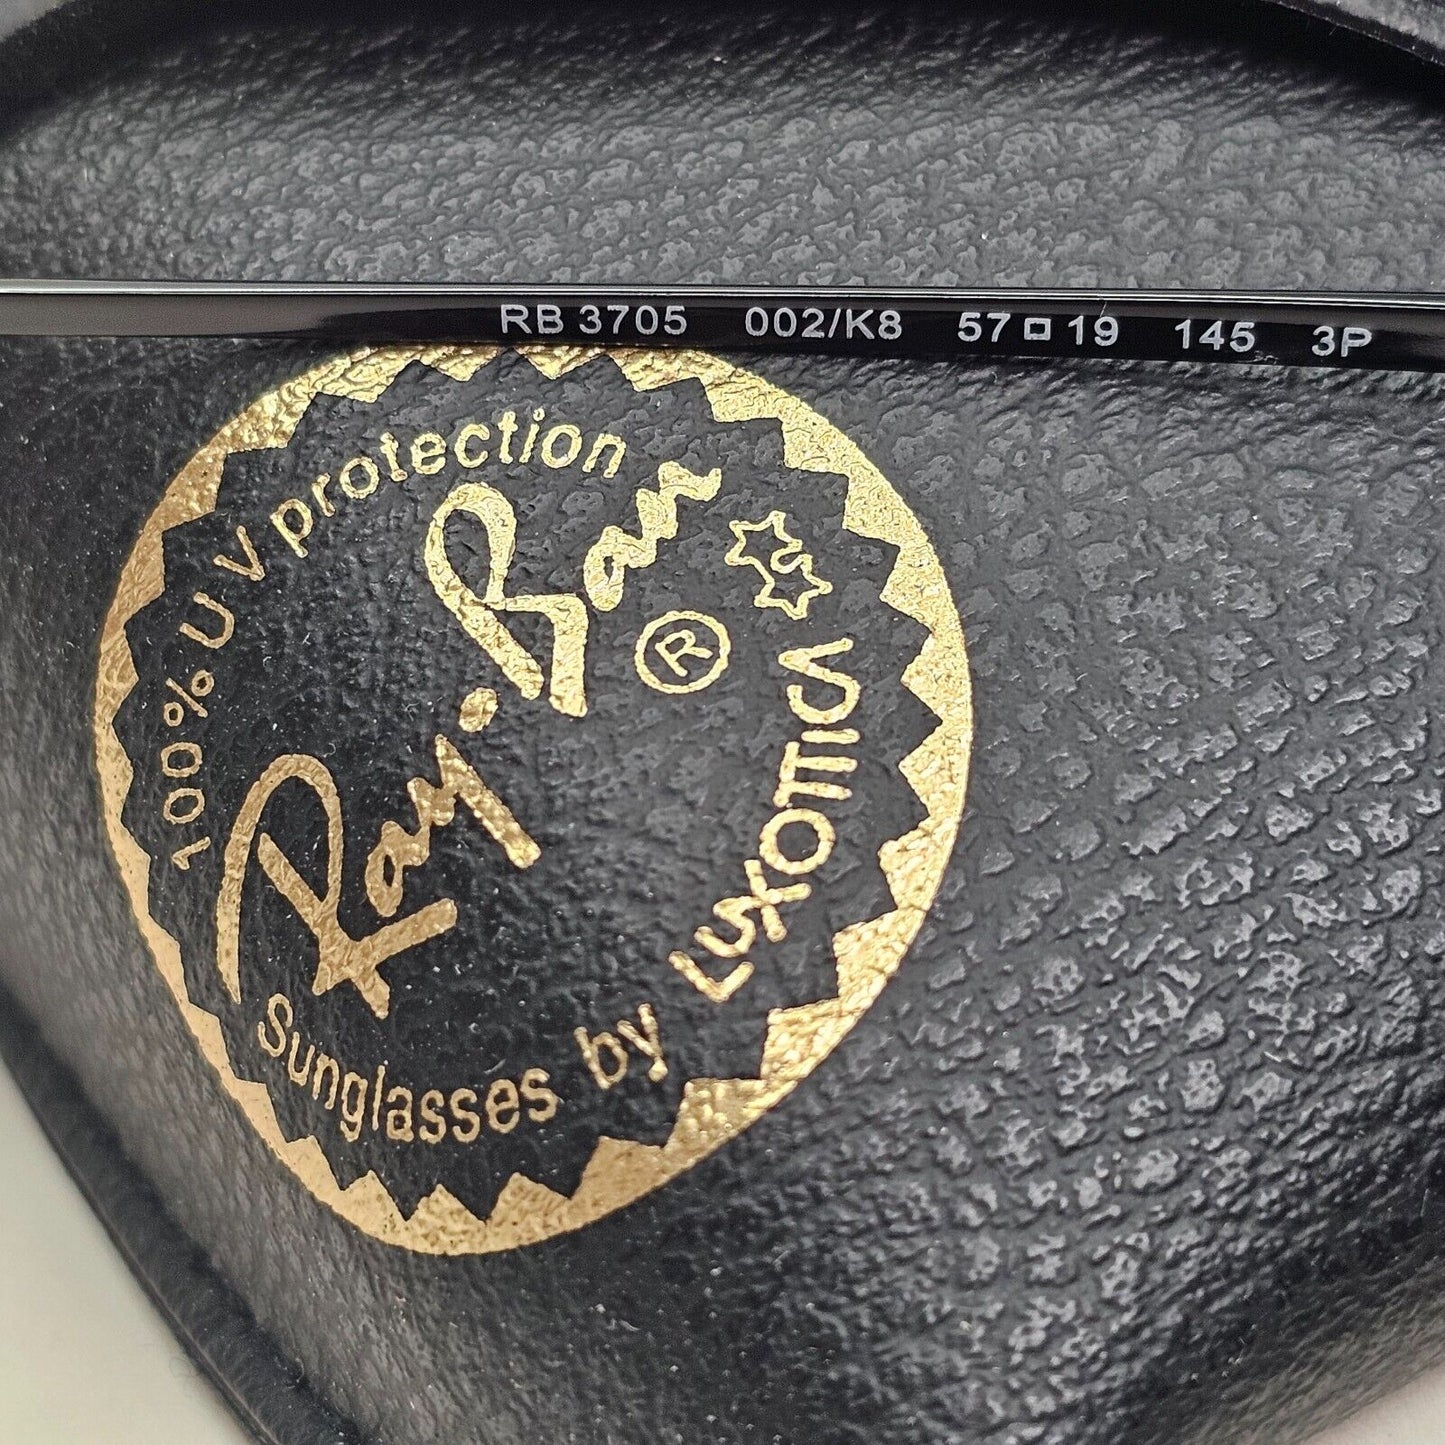 RB 3705 002/K8 57□19 145 3P
100% U V protection
Ray-Ban ®
Sunglasses by LUXOTTICA